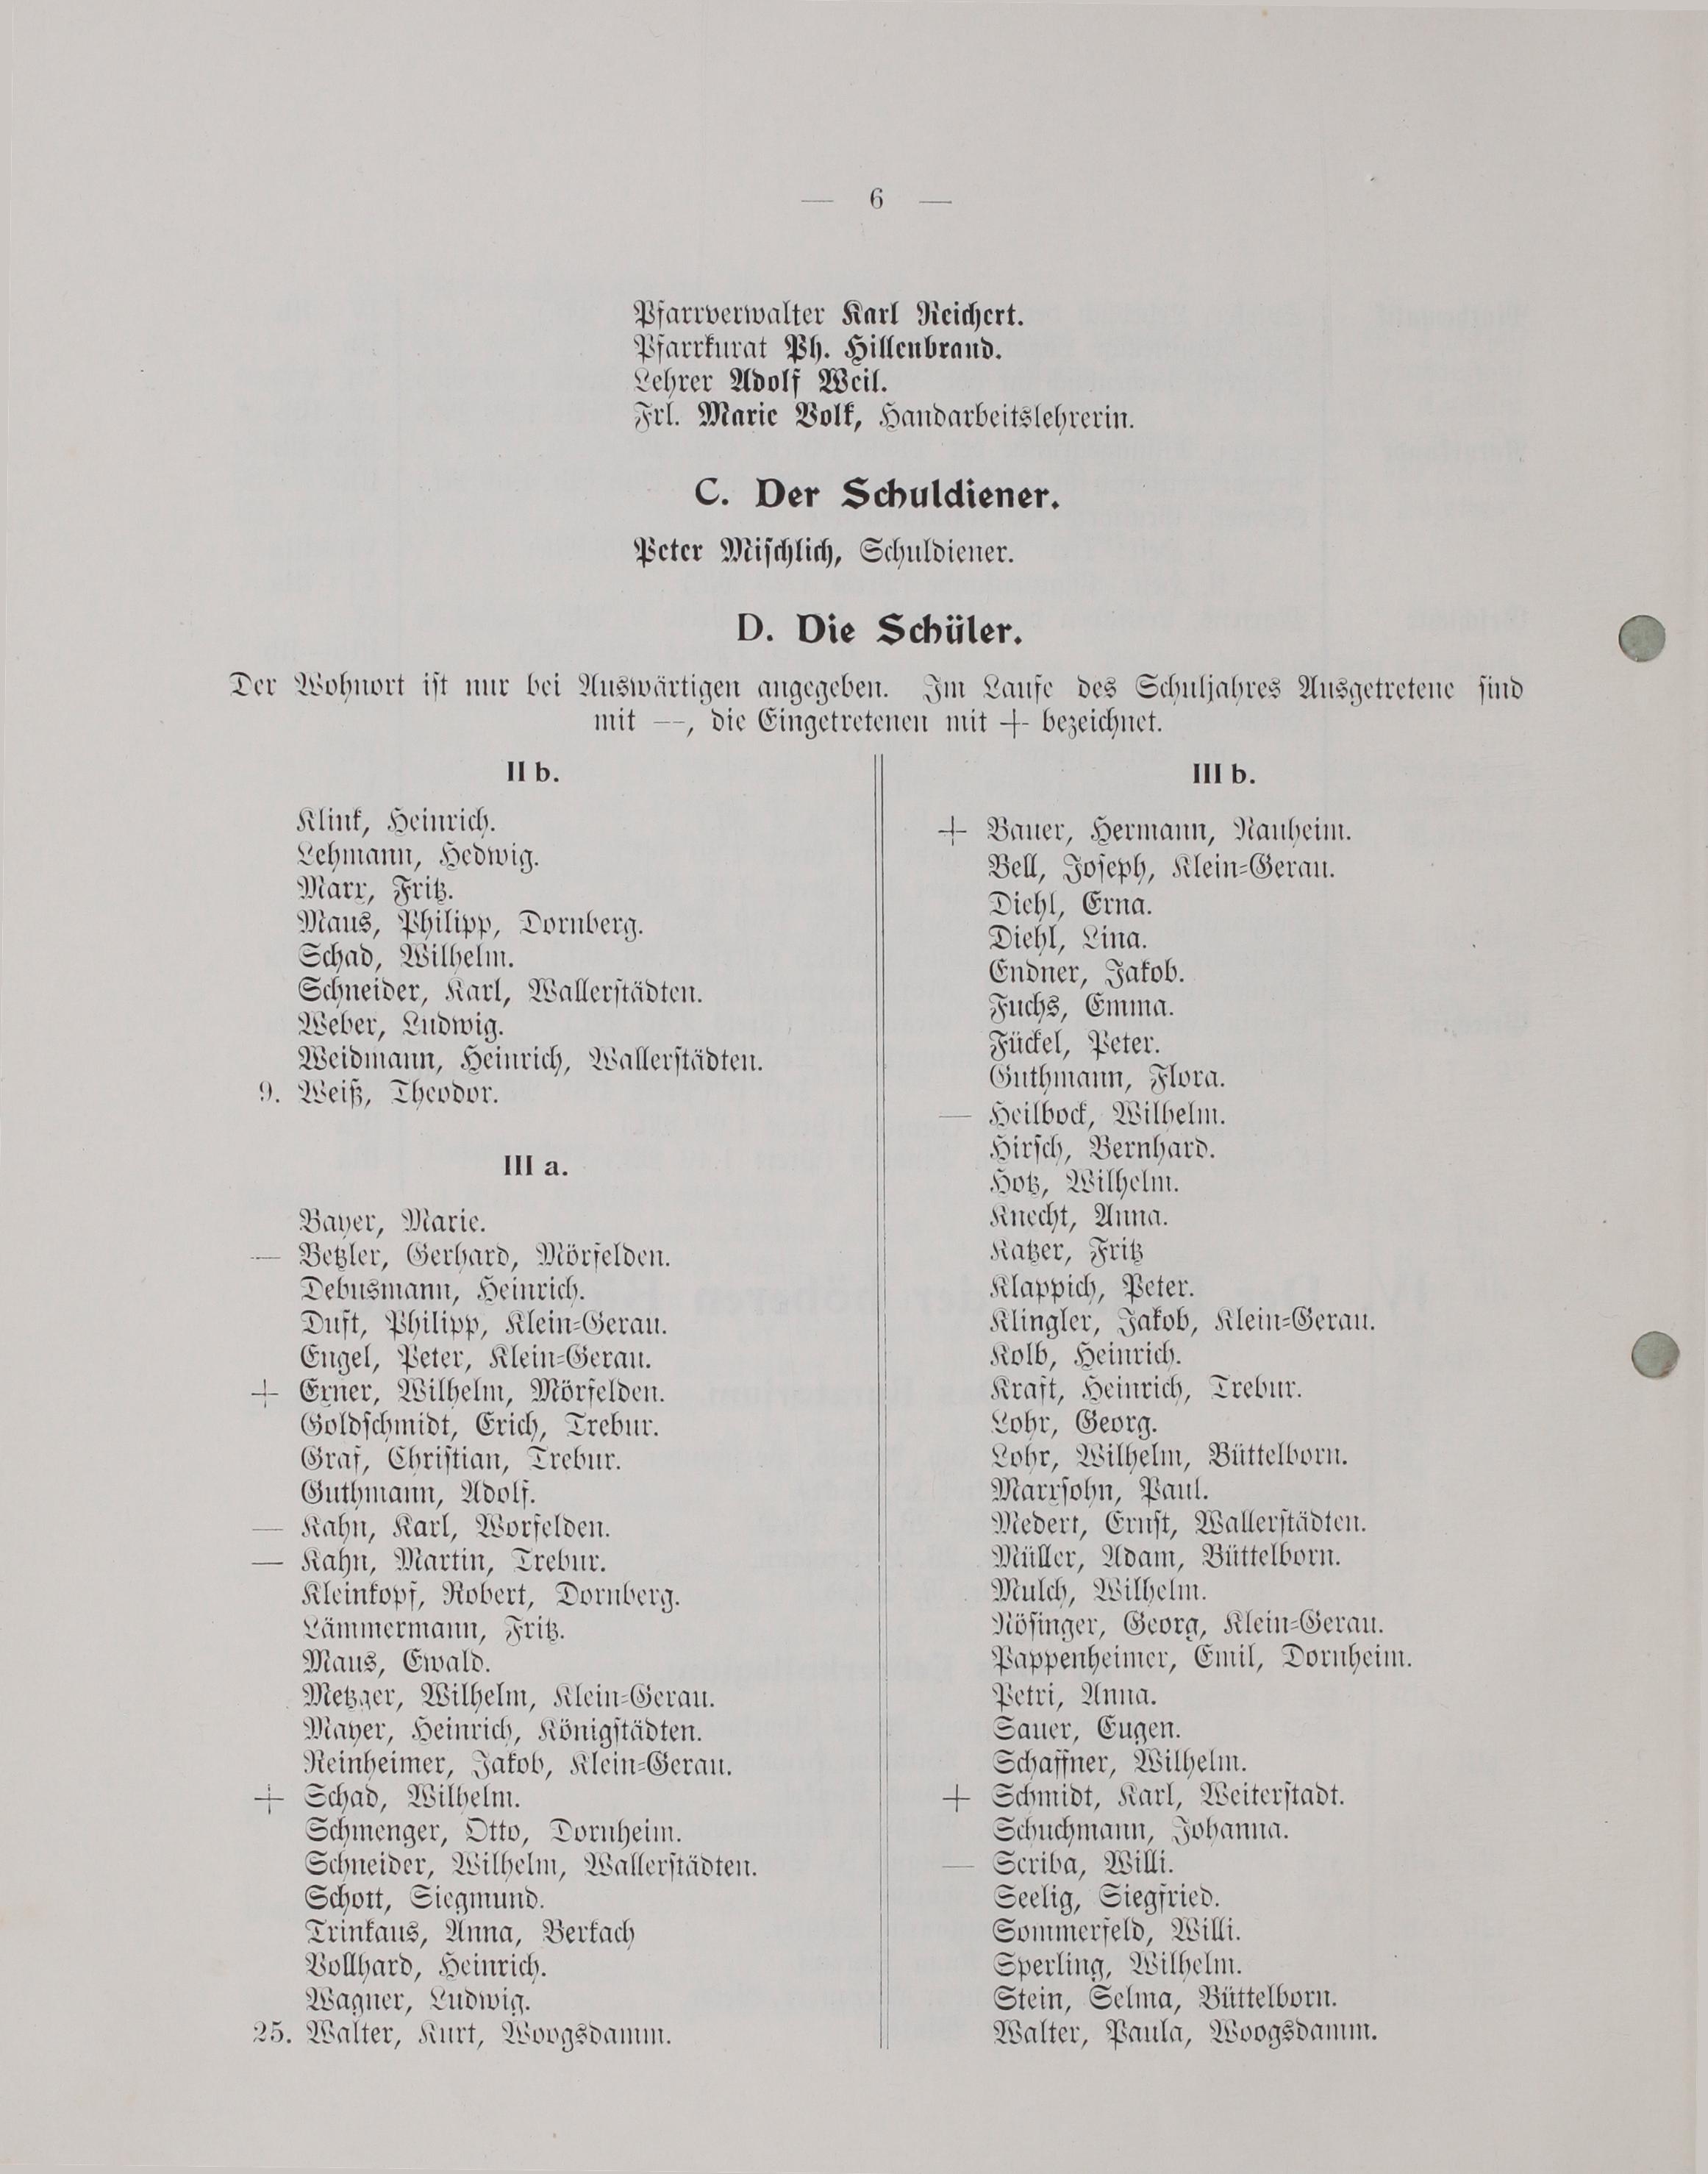 — 6 —
Pfarrverwalter Karl Reichert.
Pfarrkurat Ph. Hillenbrand.
Lehrer Adolf Weil.
Frl. Marie Volk, Handarbeitslehrerin.
C. Der Schuldiener.
Peter Mischlich, Schuldiener.
D. Die Schüler.
Der Wohnort ist nur bei Auswärtigen angegeben. Im Laufe des Schuljahres Ausgetretene sind
mit —, die Eingetretenen mit + bezeichnet.
II b.
Klink, Heinrich.
Lehmann, Hedwig.
Marx, Fritz.
Maus, Philipp, Dornberg.
Schad, Wilhelm.
Schneider, Karl, Wallerstädten.
Weber, Ludwig.
Weidmann, Heinrich, Wallerstädten.
9. Weiß, Theodor.
III a.
Bayer, Marie.
— Betzler, Gerhard, Mörfelden.
Debusmann, Heinrich.
Duft, Philipp, Klein-Gerau.
Engel, Peter, Klein-Gerau.
+ Exner, Wilhelm, Mörfelden.
Goldschmidt, Erich, Trebur.
Graf, Christian, Trebur.
Guthmann, Adolf.
— Kahn, Karl, Worfelden.
— Kahn, Martin, Trebur.
Kleinkopf, Robert, Dornberg.
Lämmermann, Fritz.
Maus, Ewald.
Metzger, Wilhelm, Klein-Gerau.
Mayer, Heinrich, Königstädten.
Reinheimer, Jakob, Klein-Gerau.
+ Schad, Wilhelm.
Schmenger, Otto, Dornheim.
Schneider, Wilhelm, Wallerstädten.
Schott, Siegmund.
Trinkaus, Anna, Berkach
Vollhard, Heinrich.
Wagner, Ludwig.
25. Walter, Kurt, Woogsdamm.
III b.
+ Bauer, Hermann, Nauheim.
Bell, Joseph, Klein-Gerau.
Diehl, Erna.
Diehl, Lina.
Endner, Jakob.
Fuchs, Emma.
Fückel, Peter.
Guthmann, Flora.
— Heilbock, Wilhelm.
Hirsch, Bernhard.
Hotz, Wilhelm.
Knecht, Anna.
Katzer, Fritz
Klappich, Peter.
Klingler, Jakob, Klein-Gerau.
Kolb, Heinrich.
Kraft, Heinrich, Trebur.
Lohr, Georg.
Lohr, Wilhelm, Büttelborn.
Marxsohn, Paul.
Medert, Ernst, Wallerstädten.
Müller, Adam, Büttelborn.
Mulch, Wilhelm.
Nösinger, Georg, Klein-Gerau.
Pappenheimer, Emil, Dornheim.
Petri, Anna.
Sauer, Eugen.
Schaffner, Wilhelm.
+ Schmidt, Karl, Weiterstadt.
Schuchmann, Johanna.
— Scriba, Willi.
Seelig, Siegfried.
Sommerfeld, Willi.
Sperling, Wilhelm.
Stein, Selma, Büttelborn.
Walter, Paula, Woogsdamm.